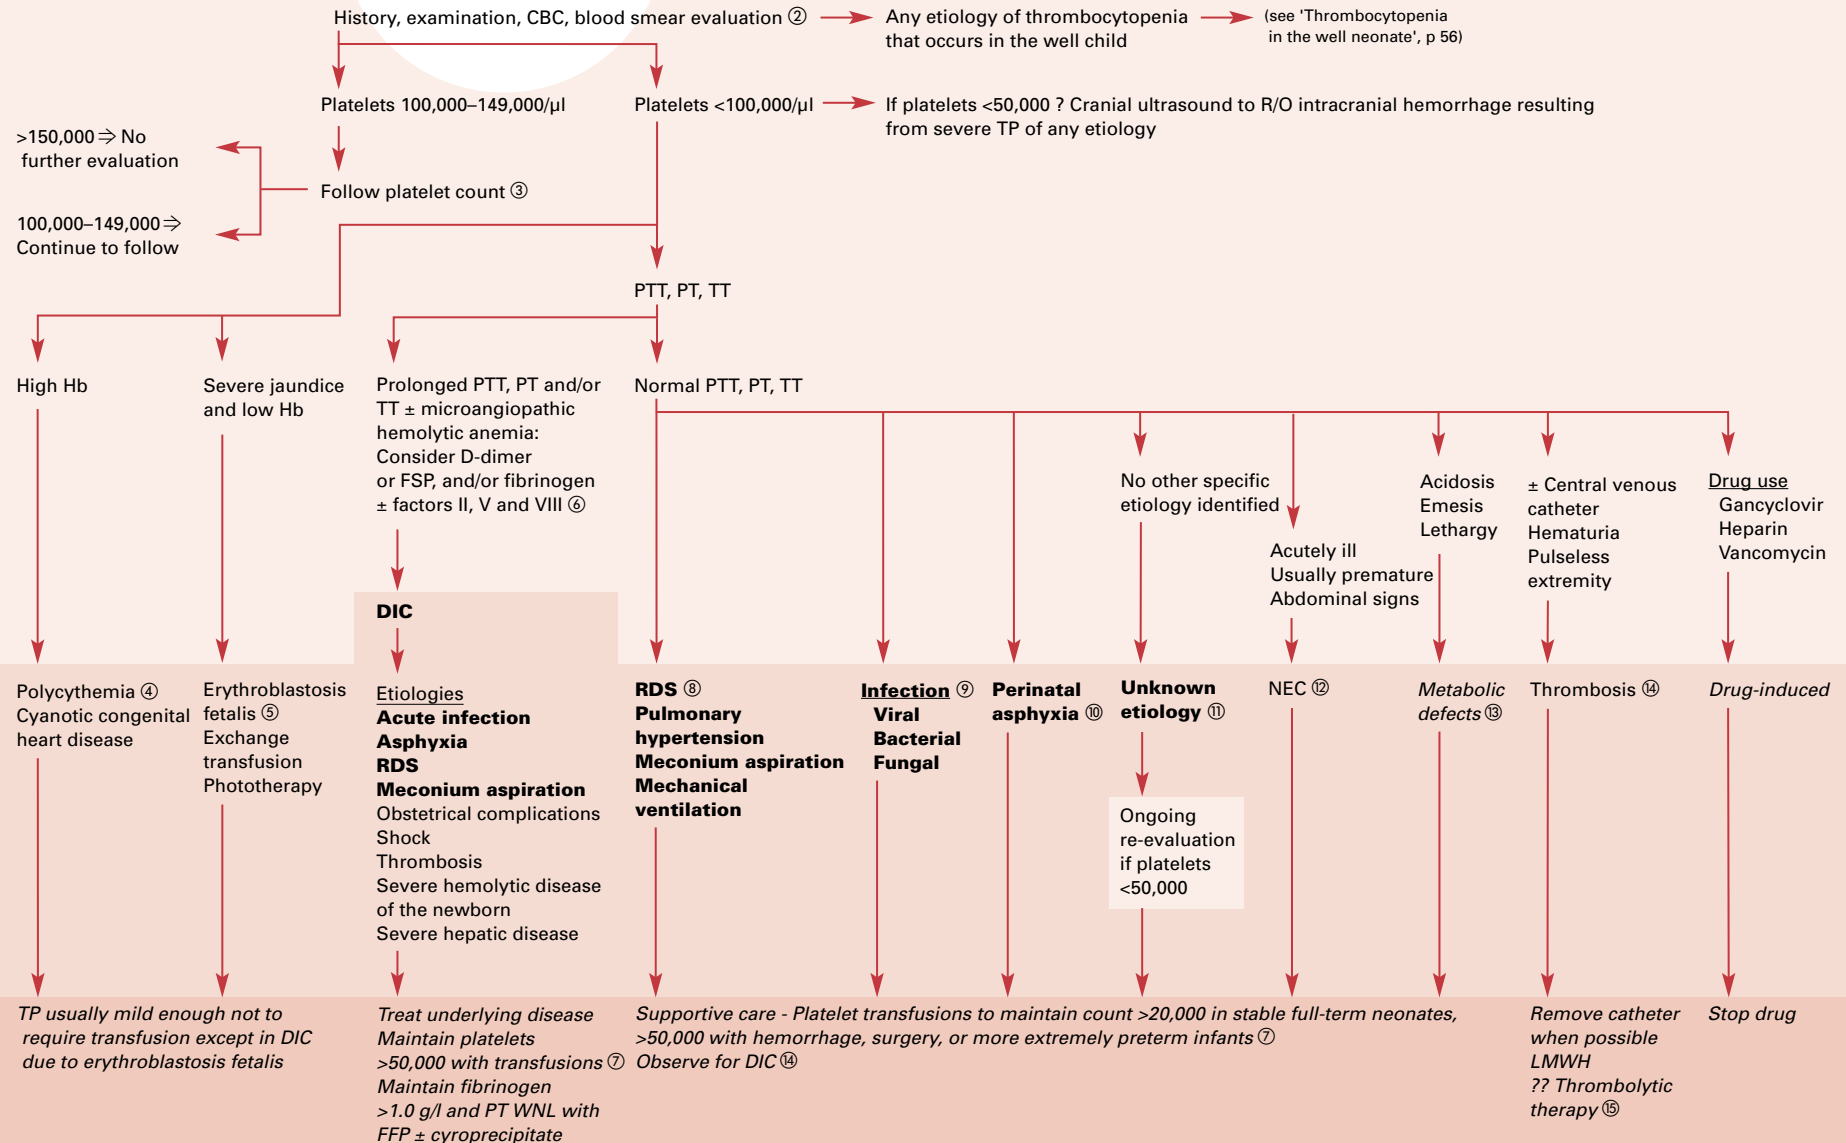 History, examination, CBC, blood smear evaluation ②
Any etiology of thrombocytopenia
that occurs in the well child
(see 'Thrombocytopenia
in the well neonate', p 56)
Platelets 100,000–149,000/µl
Platelets <100,000/µl
If platelets <50,000 ? Cranial ultrasound to R/O intracranial hemorrhage resulting
from severe TP of any etiology
>150,000 ⇒ No
further evaluation
Follow platelet count ③
100,000–149,000 ⇒
Continue to follow
PTT, PT, TT
High Hb
Severe jaundice
and low Hb
Prolonged PTT, PT and/or
TT ± microangiopathic
hemolytic anemia:
Consider D-dimer
or FSP, and/or fibrinogen
± factors II, V and VIII ⑥
Normal PTT, PT, TT
No other specific
etiology identified
Acutely ill
Usually premature
Abdominal signs
Acidosis
Emesis
Lethargy
± Central venous
catheter
Hematuria
Pulseless
extremity
Drug use
Gancyclovir
Heparin
Vancomycin
DIC
Polycythemia ④
Cyanotic congenital
heart disease
Erythroblastosis
fetalis ⑤
Exchange
transfusion
Phototherapy
Etiologies
Acute infection
Asphyxia
RDS
Meconium aspiration
Obstetrical complications
Shock
Thrombosis
Severe hemolytic disease
of the newborn
Severe hepatic disease
RDS ⑧
Pulmonary
hypertension
Meconium aspiration
Mechanical
ventilation
Infection ⑨
Viral
Bacterial
Fungal
Perinatal
asphyxia ⑩
Unknown
etiology ⑪
Ongoing
re-evaluation
if platelets
<50,000
NEC ⑫
Metabolic
defects ⑬
Thrombosis ⑭
Drug-induced
TP usually mild enough not to
require transfusion except in DIC
due to erythroblastosis fetalis
Treat underlying disease
Maintain platelets
>50,000 with transfusions ⑦
Maintain fibrinogen
>1.0 g/l and PT WNL with
FFP ± cyroprecipitate
Supportive care - Platelet transfusions to maintain count >20,000 in stable full-term neonates,
>50,000 with hemorrhage, surgery, or more extremely preterm infants ⑦
Observe for DIC ⑭
Remove catheter
when possible
LMWH
?? Thrombolytic
therapy ⑮
Stop drug